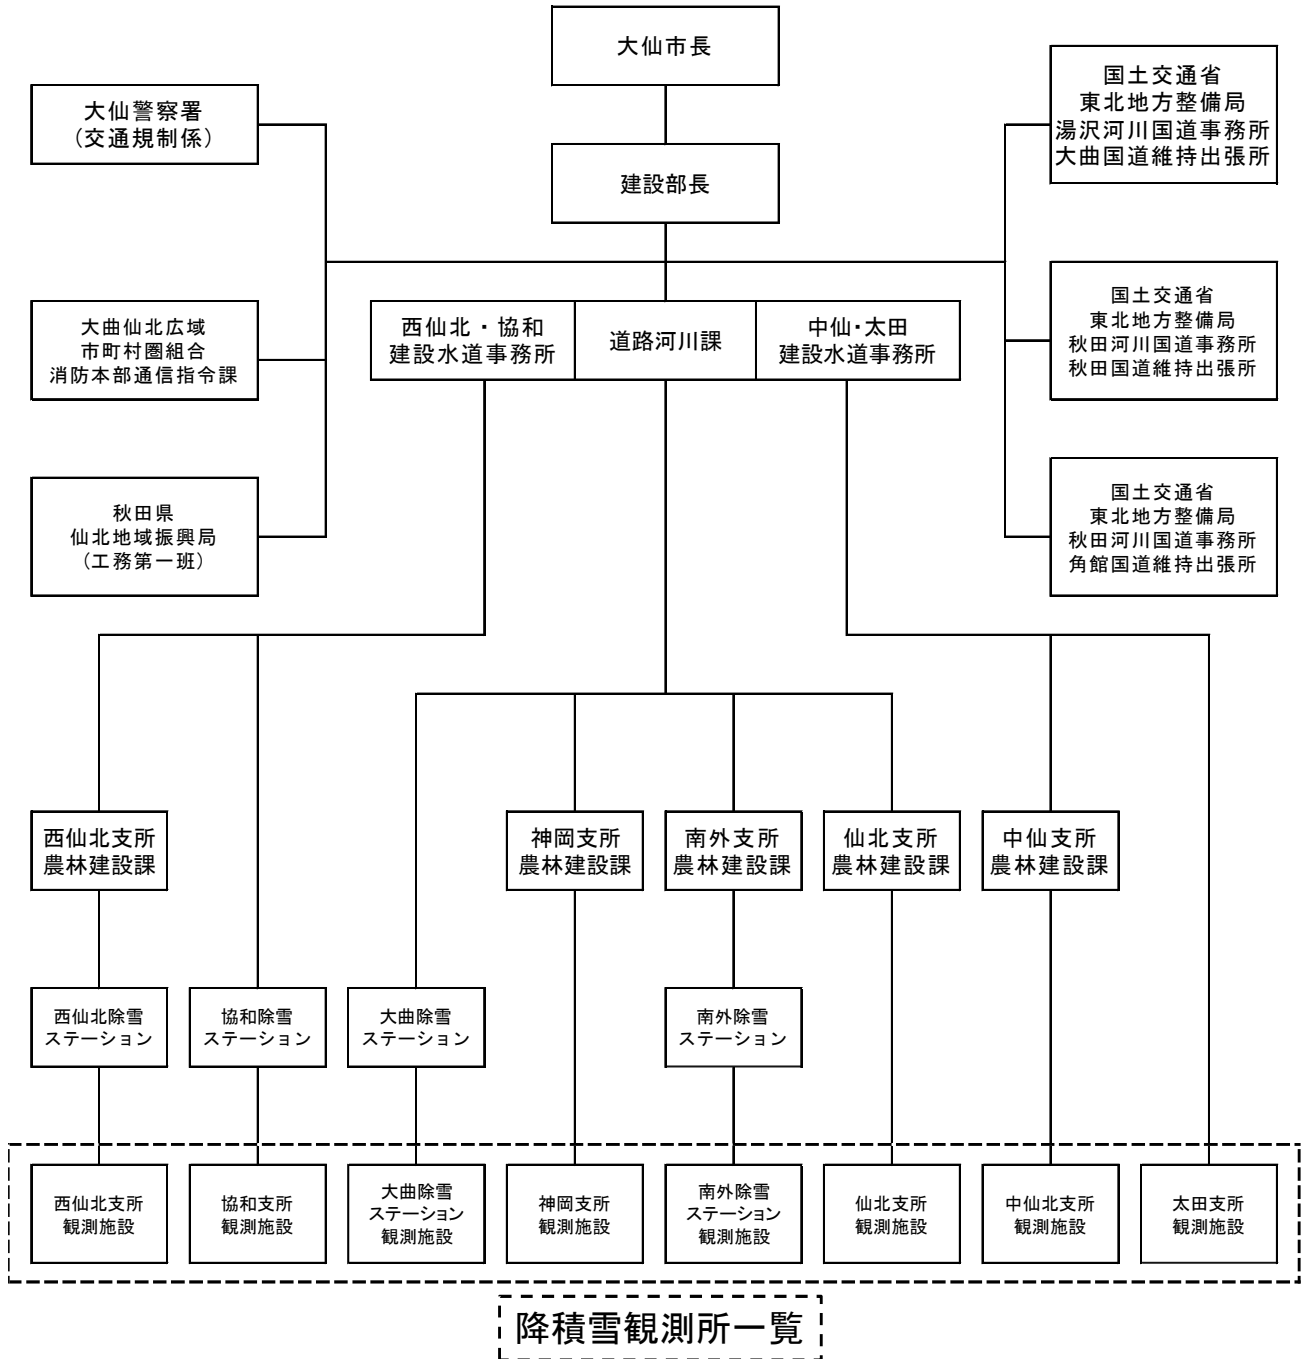 大仙市長
大仙警察署
(交通規制係)
国土交通省
東北地方整備局
湯沢河川国道事務所
大曲国道維持出張所
建設部長
大曲仙北広域
市町村圏組合
消防本部通信指令課
西仙北・協和
建設水道事務所
道路河川課
中仙・太田
建設水道事務所
国土交通省
東北地方整備局
秋田河川国道事務所
秋田国道維持出張所
秋田県
仙北地域振興局
(工務第一班)
国土交通省
東北地方整備局
秋田河川国道事務所
角館国道維持出張所
西仙北支所
農林建設課
神岡支所
農林建設課
南外支所
農林建設課
仙北支所
農林建設課
中仙支所
農林建設課
西仙北除雪
ステーション
協和除雪
ステーション
大曲除雪
ステーション
南外除雪
ステーション
西仙北支所
観測施設
協和支所
観測施設
大曲除雪
ステーション
観測施設
神岡支所
観測施設
南外除雪
ステーション
観測施設
仙北支所
観測施設
中仙北支所
観測施設
太田支所
観測施設
降積雪観測所一覧